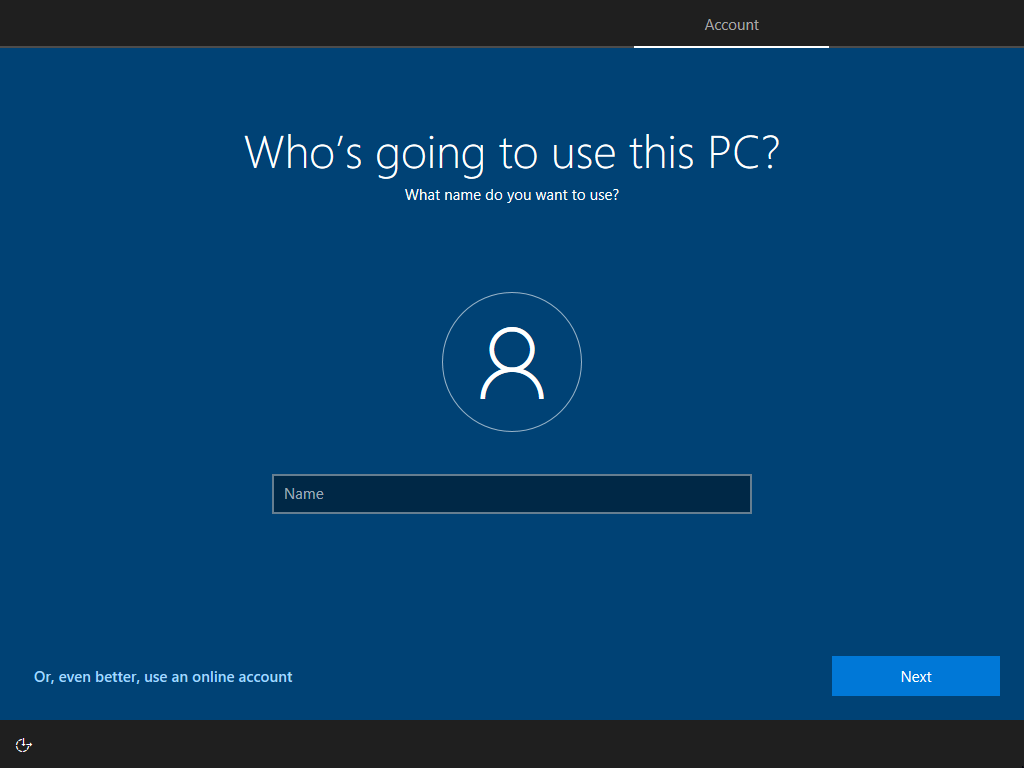 Account
Who's going to use this PC?
What name do you want to use?
Name
Or, even better, use an online account
Next